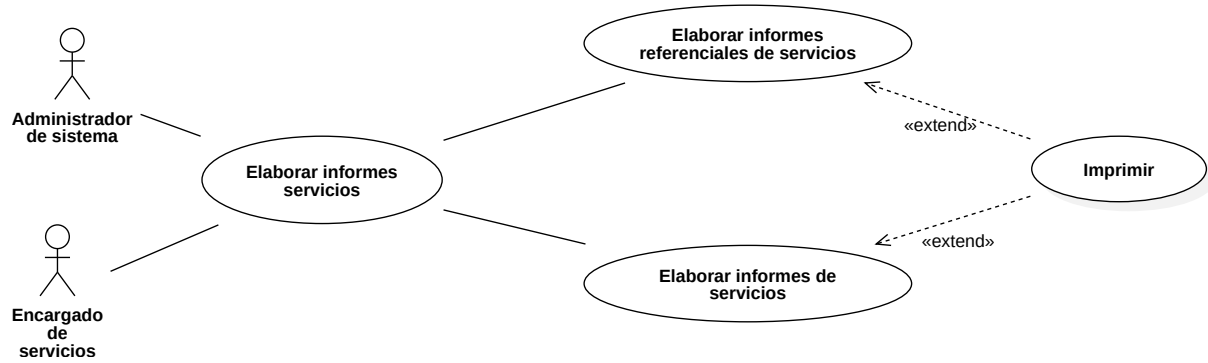 Elaborar informes
referenciales de servicios
Administrador
de sistema
«extend»
Elaborar informes
servicios
Imprimir
«extend»
Elaborar informes de
servicios
Encargado
de
servicios